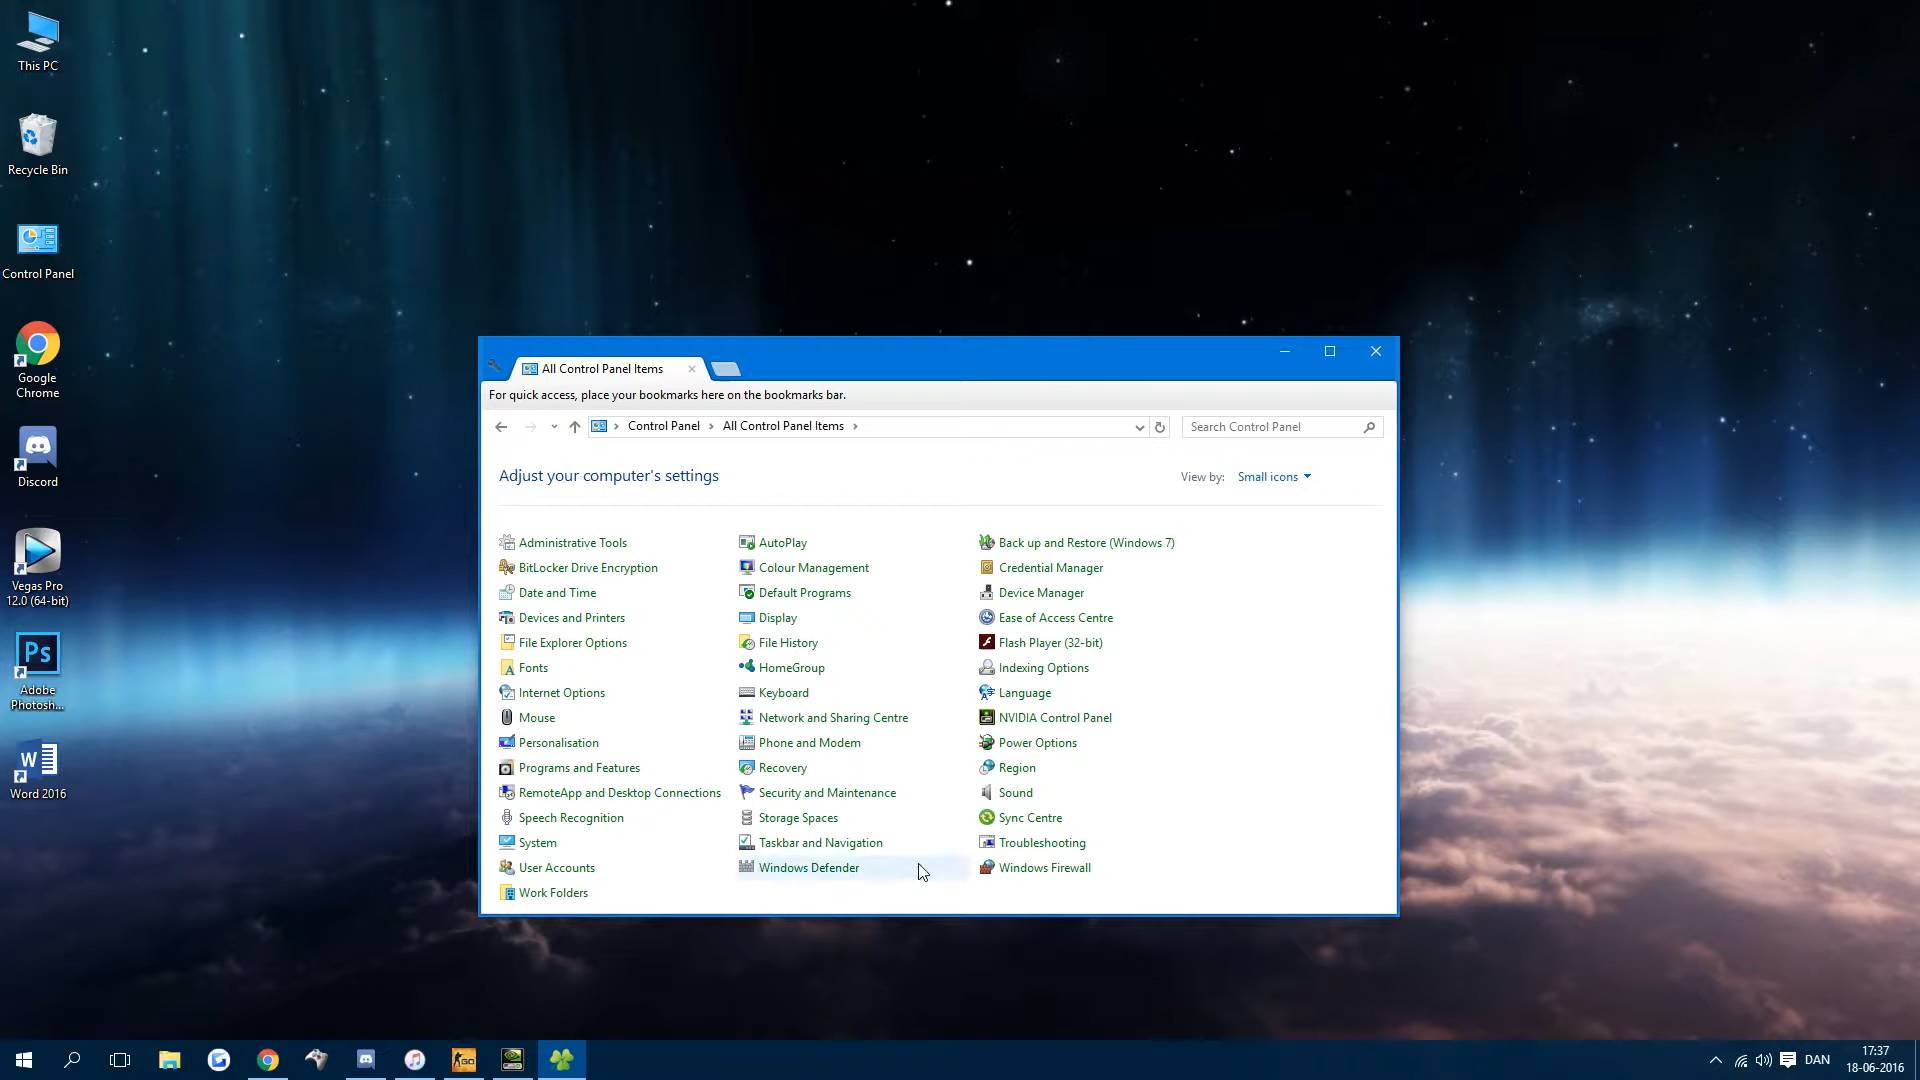 This PC
Recycle Bin
Control Panel
Google
Chrome
Discord
Vegas Pro
12.0 (64-bit)
Ps
Adobe
Photosh...
W
Word 2016
All Control Panel Items
For quick access, place your bookmarks here on the bookmarks bar.
Control Panel
All Control Panel Items
Search Control Panel
Adjust your computer's settings
View by: Small icons
Administrative Tools
AutoPlay
Back up and Restore (Windows 7)
BitLocker Drive Encryption
Colour Management
Credential Manager
Date and Time
Default Programs
Device Manager
Devices and Printers
Display
Ease of Access Centre
File Explorer Options
File History
Flash Player (32-bit)
Fonts
HomeGroup
Indexing Options
Internet Options
Keyboard
Language
Mouse
Network and Sharing Centre
NVIDIA Control Panel
Personalisation
Phone and Modem
Power Options
Programs and Features
Recovery
Region
RemoteApp and Desktop Connections
Security and Maintenance
Sound
Speech Recognition
Storage Spaces
Sync Centre
System
Taskbar and Navigation
Troubleshooting
User Accounts
Windows Defender
Windows Firewall
Work Folders
GO
DAN
17:37
18-06-2016